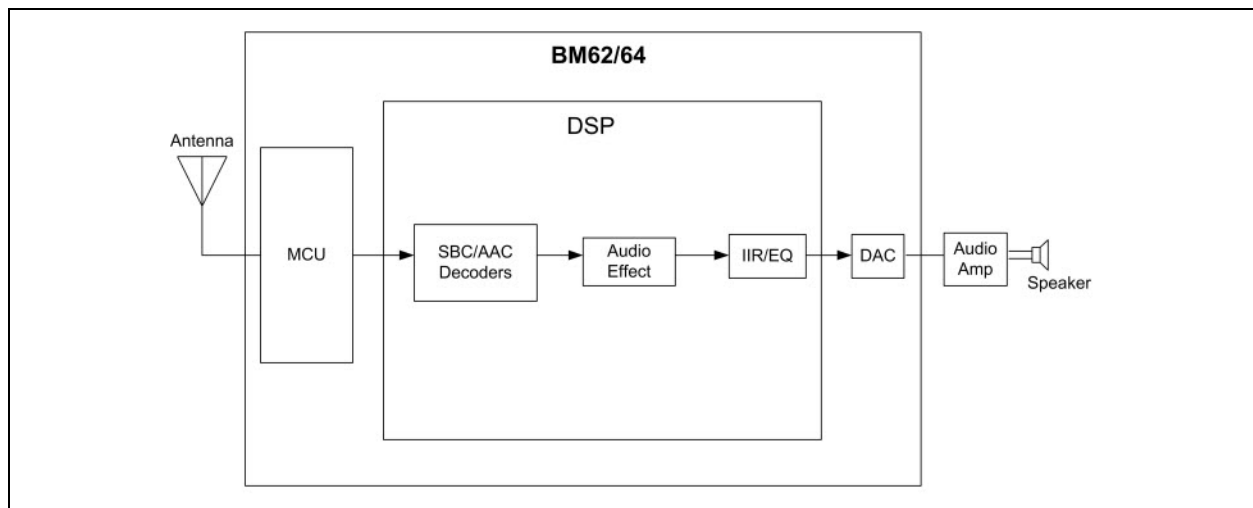 BM62/64
DSP
Antenna
MCU
SBC/AAC
Decoders
Audio
Effect
IIR/EQ
DAC
Audio
Amp
Speaker